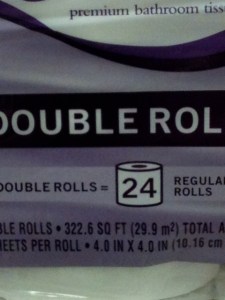 premium bathroom tiss
DOUBLE ROL
DOUBLE ROLLS = 24 REGULA
ROLLS
BLE ROLLS • 322.6 SQ FT (29.9 m²) TOTAL A
HEETS PER ROLL • 4.0 IN X 4.0 IN (10.16 cm